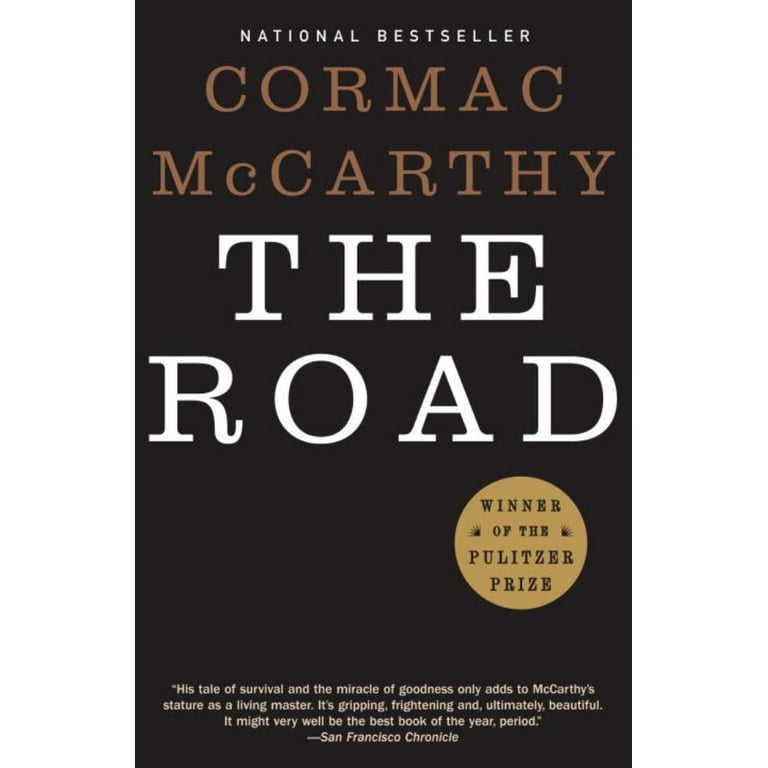 NATIONAL BESTSELLER
CORMAC
McCARTHY
THE
ROAD
WINNER
OF THE
PULITZER
PRIZE
“His tale of survival and the miracle of goodness only adds to McCarthy’s
stature as a living master. It’s gripping, frightening and, ultimately, beautiful.
It might very well be the best book of the year, period.”
—San Francisco Chronicle